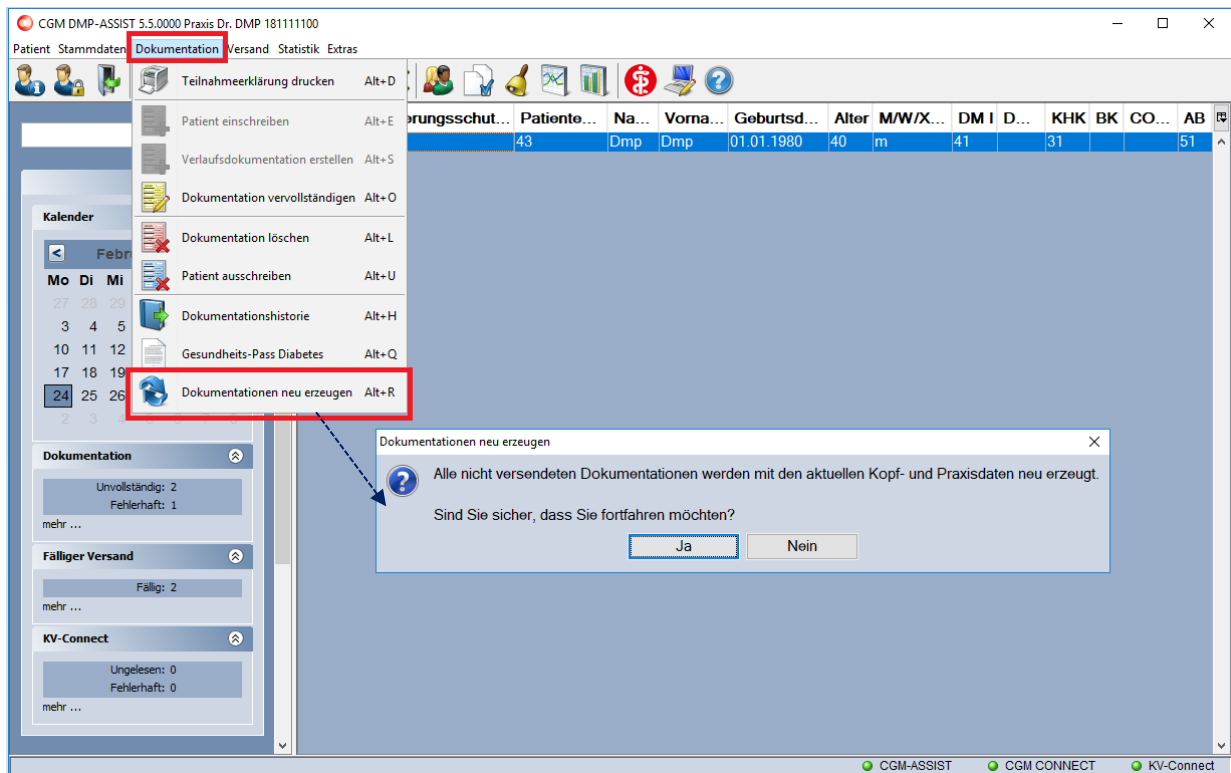 CGM DMP-ASSIST 5.5.0000 Praxis Dr. DMP 181111100
Patient Stammdaten Dokumentation Versand Statistik Extras
Teilnahmeerklärung drucken Alt+D
Patient einschreiben Alt+E
Verlaufsdokumentation erstellen Alt+S
Dokumentation vervollständigen Alt+O
Dokumentation löschen Alt+L
Patient ausschreiben Alt+U
Dokumentationshistorie Alt+H
Gesundheits-Pass Diabetes Alt+Q
Dokumentationen neu erzeugen Alt+R
erungsschut... Patiente... Na... Vorna... Geburtsd... Alter M/W/X... DM I D... KHK BK CO... AB
43 Dmp Dmp 01.01.1980 40 m 41 31 51
Kalender
< Febr
Mo Di Mi
27 28 29
3 4 5
10 11 12
17 18 19
24 25 26
2 3 4 5 6 7 8
Dokumentation
Unvollständig: 2
Fehlerhaft: 1
mehr ...
Fälliger Versand
Fällig: 2
mehr ...
KV-Connect
Ungelesen: 0
Fehlerhaft: 0
mehr ...
Dokumentationen neu erzeugen
Alle nicht versendeten Dokumentationen werden mit den aktuellen Kopf- und Praxisdaten neu erzeugt.
Sind Sie sicher, dass Sie fortfahren möchten?
Ja Nein
CGM-ASSIST CGM CONNECT KV-Connect